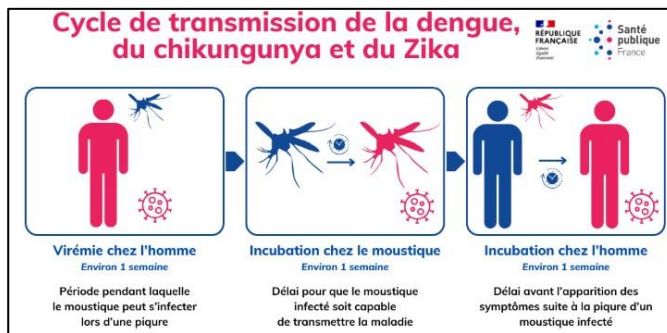 Cycle de transmission de la dengue,
du chikungunya et du Zika
RÉPUBLIQUE
FRANÇAISE
Liberté
Égalité
Fraternité
Santé
publique
France
Virémie chez l'homme
Environ 1 semaine
Période pendant laquelle
le moustique peut s'infecter
lors d'une piqure
Incubation chez le moustique
Environ 1 semaine
Délai pour que le moustique
infecté soit capable
de transmettre la maladie
Incubation chez l'homme
Environ 1 semaine
Délai avant l'apparition des
symptômes suite à la piqure d'un
moustique infecté